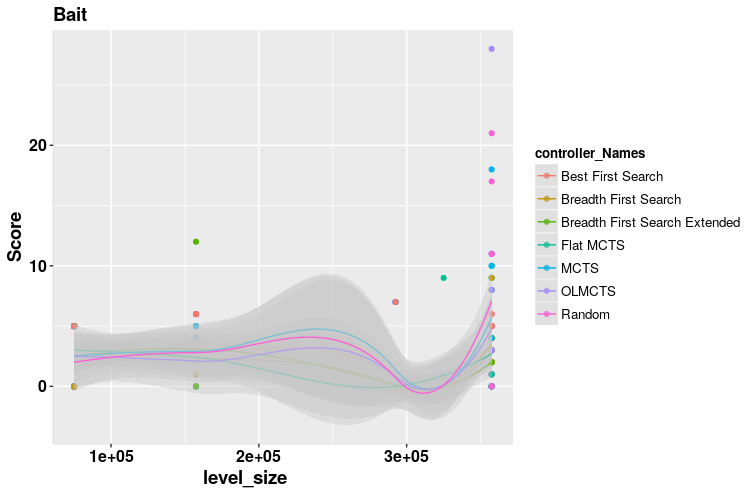 Bait
Score
20
10
0
1e+05
2e+05
3e+05
level_size
controller_Names
Best First Search
Breadth First Search
Breadth First Search Extended
Flat MCTS
MCTS
OLMCTS
Random